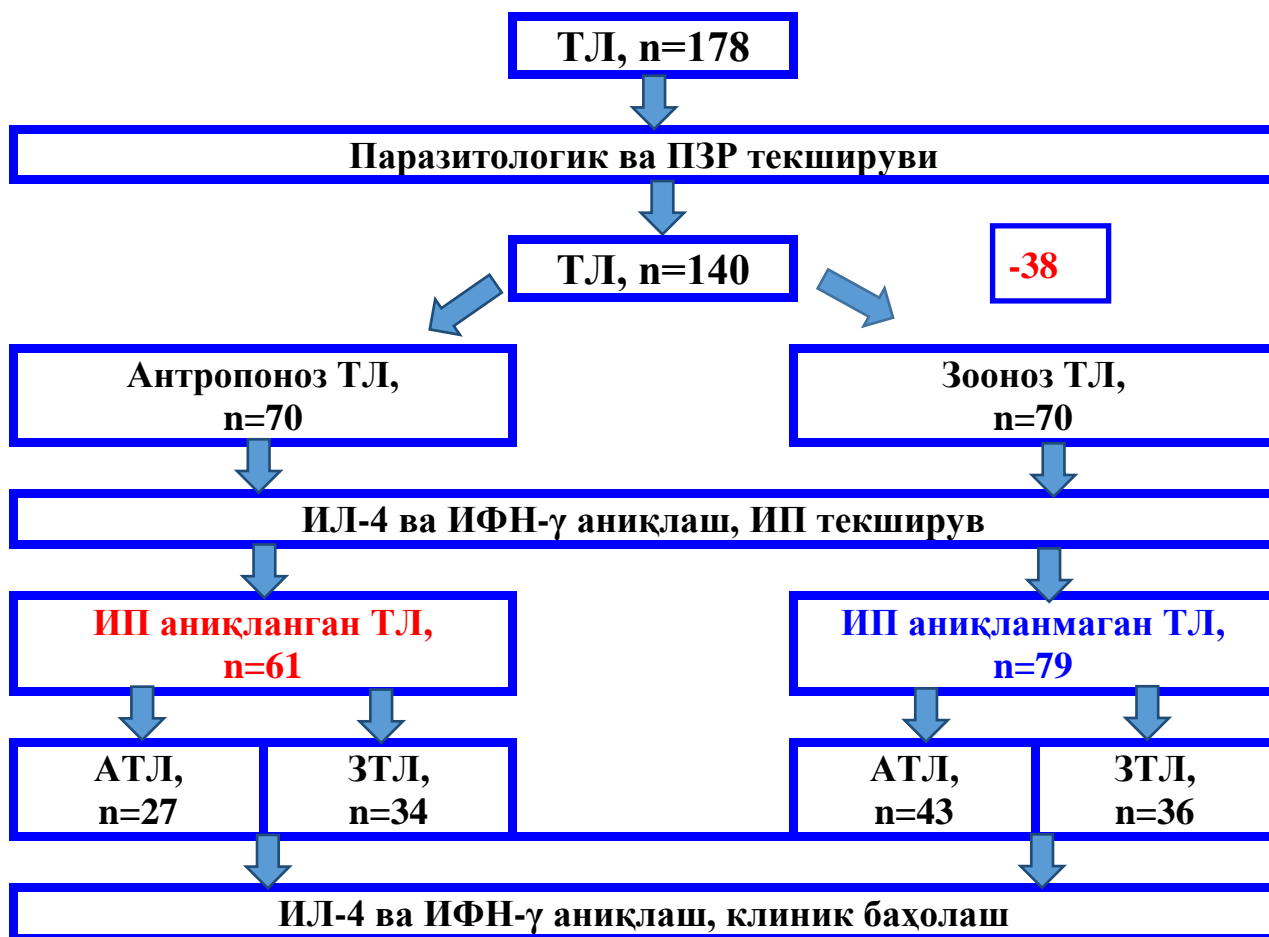 ТЛ, n=178
Паразитологик ва ПЗР текшируви
ТЛ, n=140
-38
Антропоноз ТЛ,
n=70
Зооноз ТЛ,
n=70
ИЛ-4 ва ИФН-γ аниқлаш, ИП текширув
ИП аниқланган ТЛ,
n=61
ИП аниқланмаган ТЛ,
n=79
АТЛ,
n=27
ЗТЛ,
n=34
АТЛ,
n=43
ЗТЛ,
n=36
ИЛ-4 ва ИФН-γ аниқлаш, клиник баҳолаш